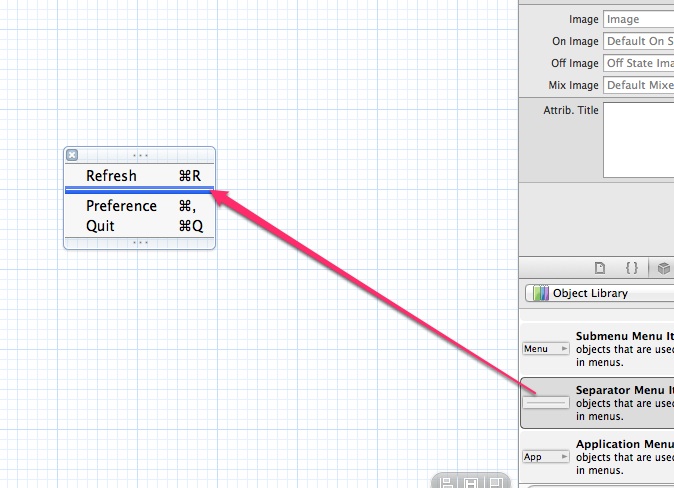 Image Image
On Image Default On S
Off Image Off State Ima
Mix Image Default Mixe
Attrib. Title
Refresh ⌘R
Preference ⌘,
Quit ⌘Q
{ }
Object Library
Menu
Submenu Menu It
objects that are used
in menus.
Separator Menu It
objects that are used
in menus.
App
Application Menu
objects that are used
in menus.